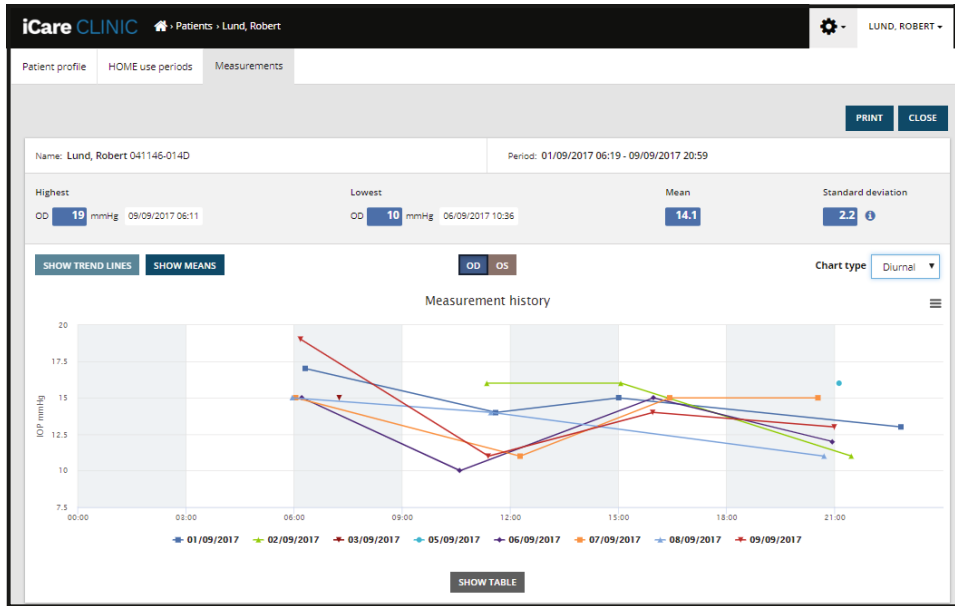 iCare CLINIC › Patients › Lund, Robert LUND, ROBERT
Patient profile HOME use periods Measurements
PRINT CLOSE
Name: Lund, Robert 041146-014D Period: 01/09/2017 06:19 - 09/09/2017 20:59
Highest Lowest Mean Standard deviation
OD 19 mmHg 09/09/2017 06:11 OD 10 mmHg 06/09/2017 10:36 14.1 2.2 i
SHOW TREND LINES SHOW MEANS OD OS Chart type Diurnal
Measurement history
20
17.5
15
12.5
10
7.5
IOP mmHg
00:00 03:00 06:00 09:00 12:00 15:00 18:00 21:00
01/09/2017 02/09/2017 03/09/2017 05/09/2017 06/09/2017 07/09/2017 08/09/2017 09/09/2017
SHOW TABLE